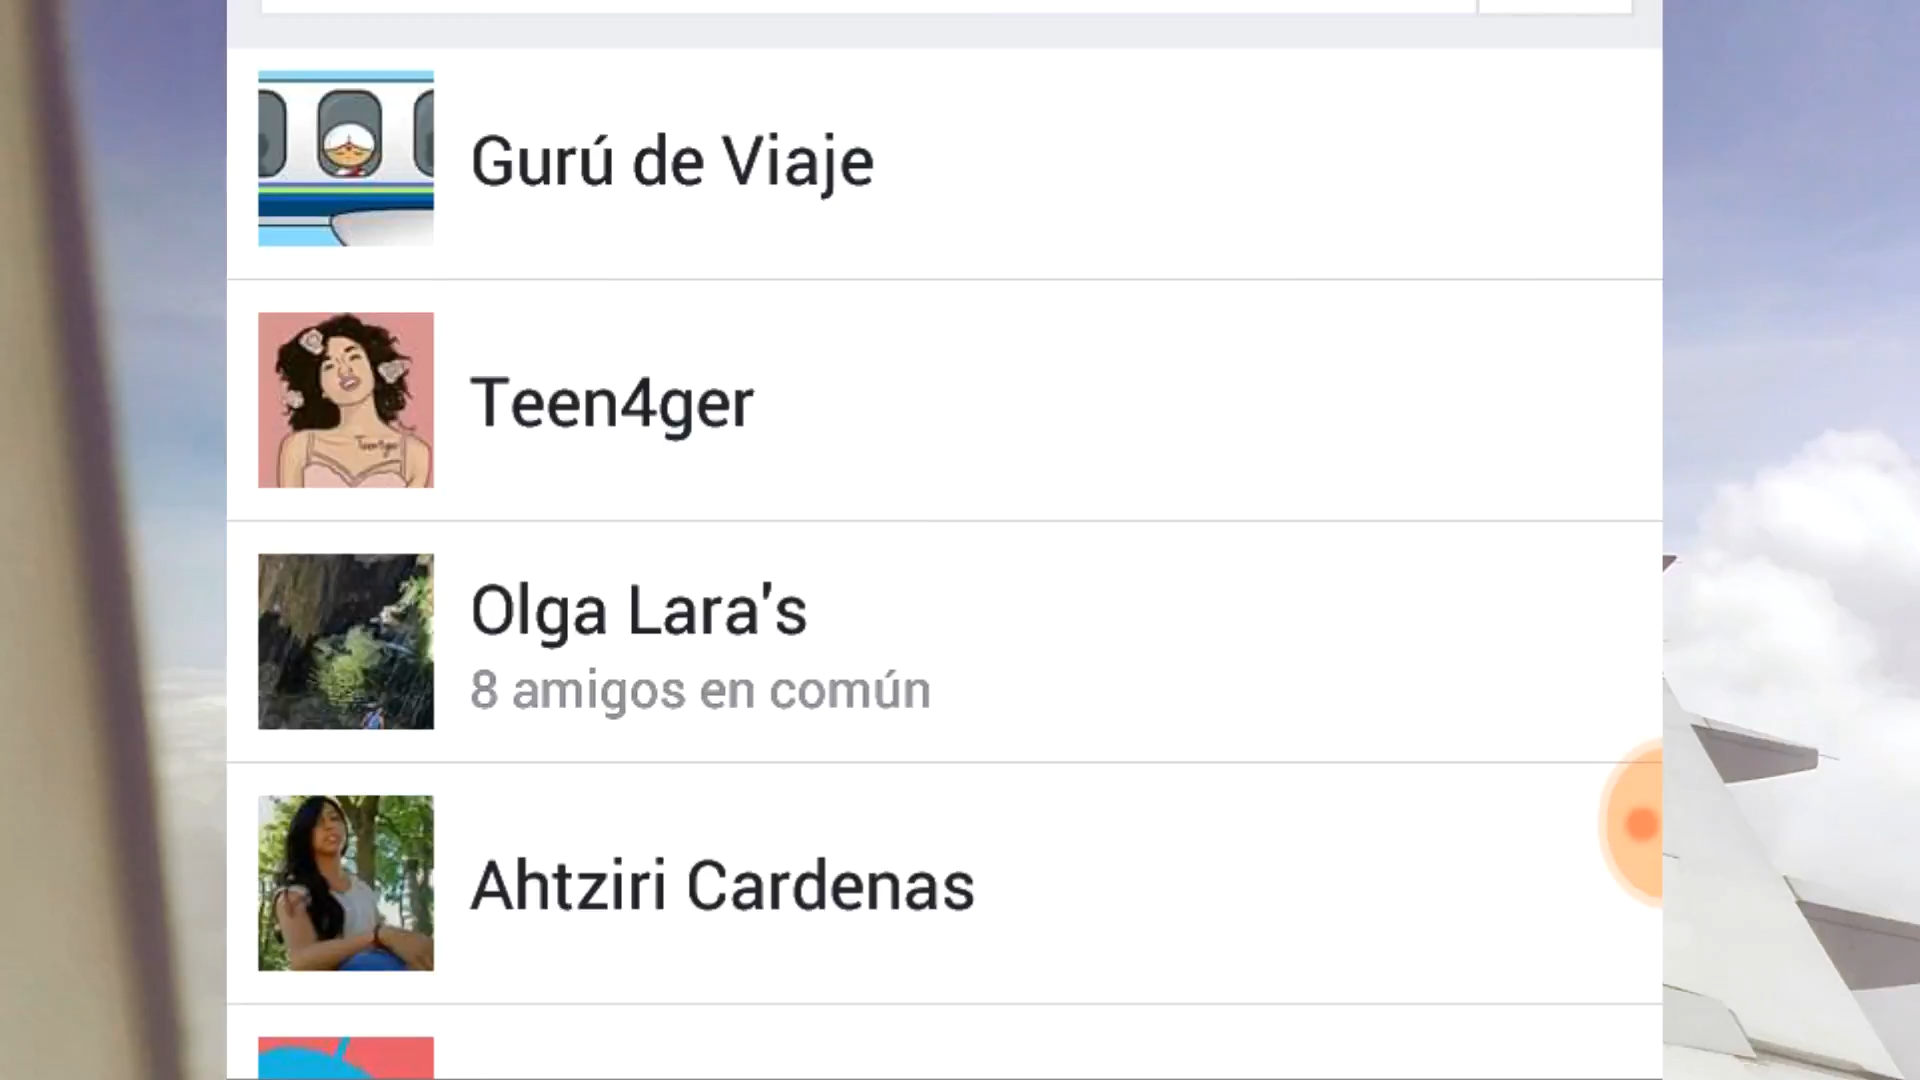 Gurú de Viaje
Teen4ger
Olga Lara's
8 amigos en común
Ahtziri Cardenas